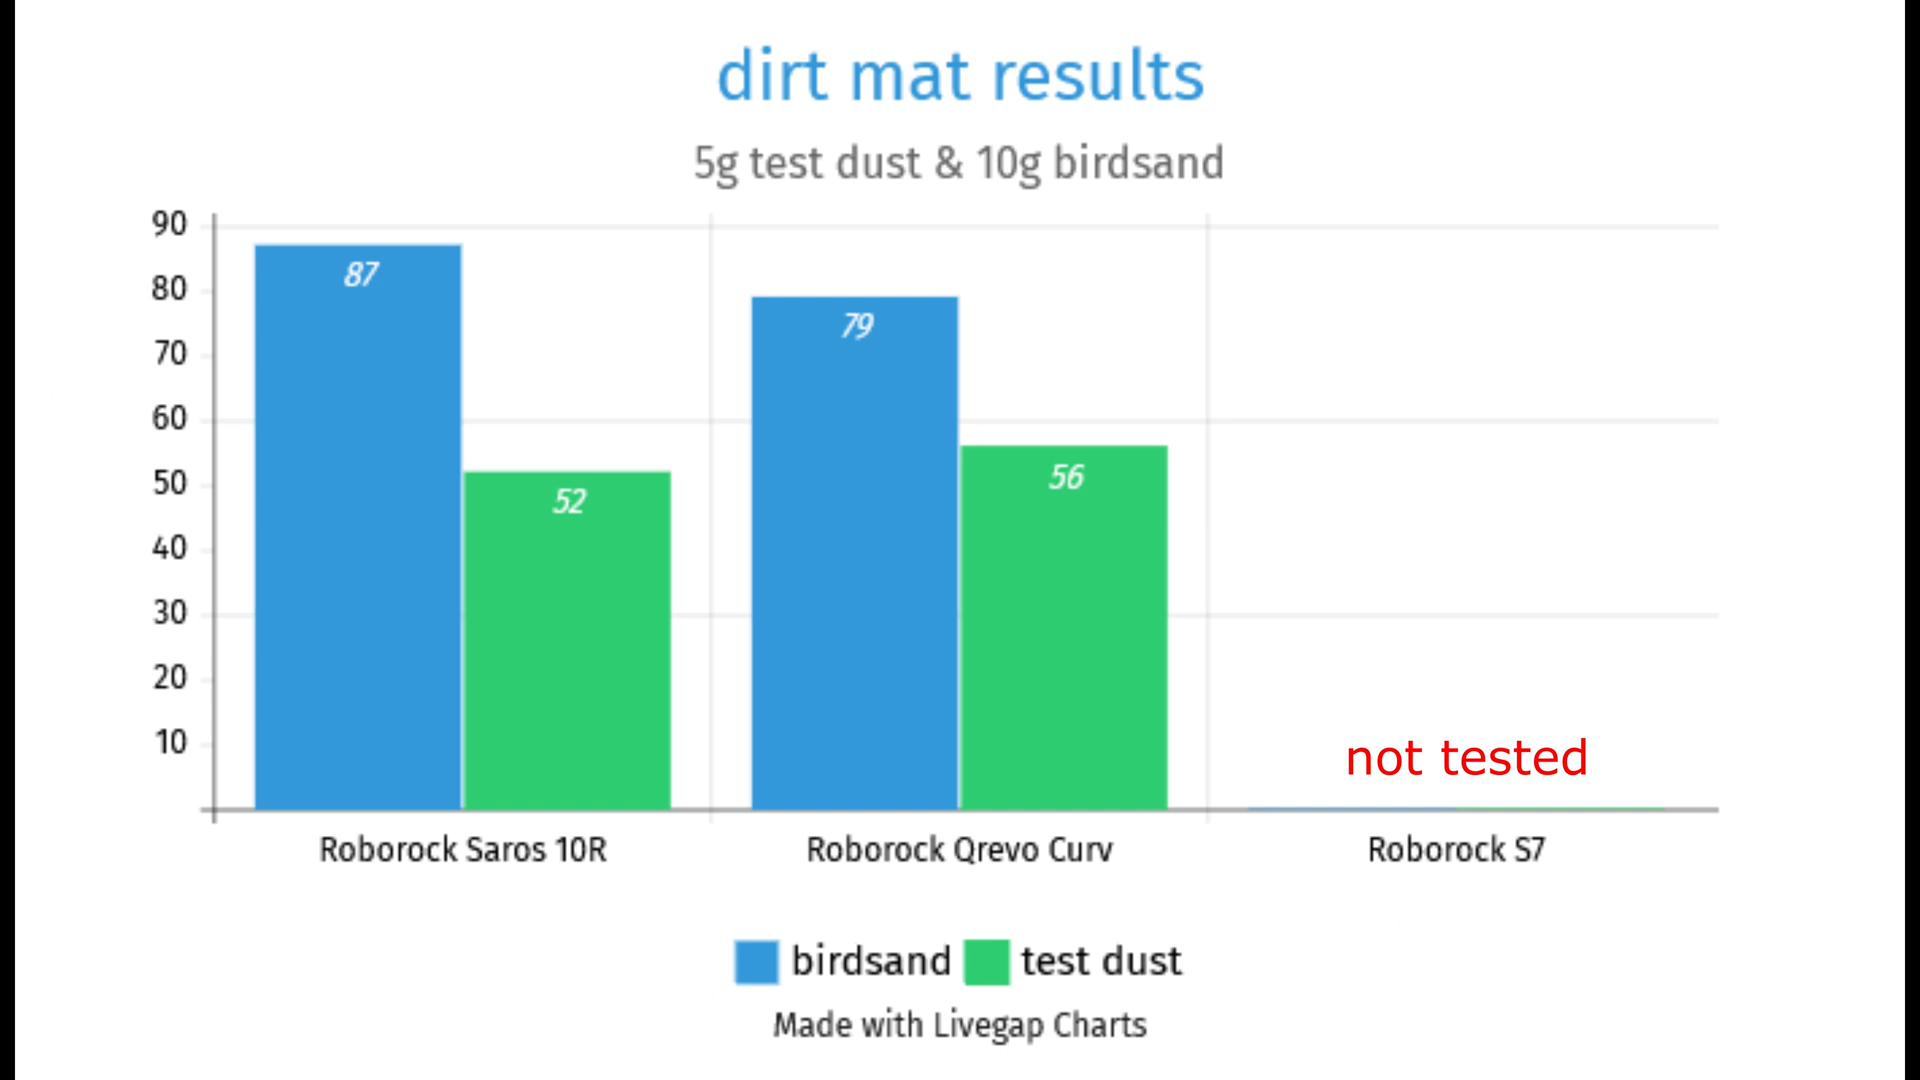 dirt mat results
5g test dust & 10g birdsand
90
80
70
60
50
40
30
20
10
87
52
79
56
not tested
Roborock Saros 10R
Roborock Qrevo Curv
Roborock S7
birdsand
test dust
Made with Livegap Charts